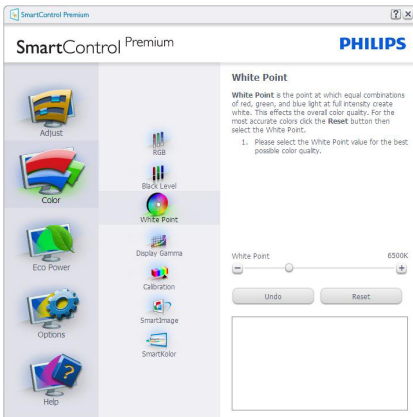 SmartControl Premium
SmartControl Premium
PHILIPS
Adjust
Color
Eco Power
Options
Help
RGB
Black Level
White Point
Display Gamma
Calibration
SmartImage
SmartKolor
White Point
White Point is the point at which equal combinations
of red, green, and blue light at full intensity create
white. This effects the overall color quality. For the
most accurate colors click the Reset button then
select the White Point.
1. Please select the White Point value for the best
possible color quality.
White Point 6500K
Undo Reset